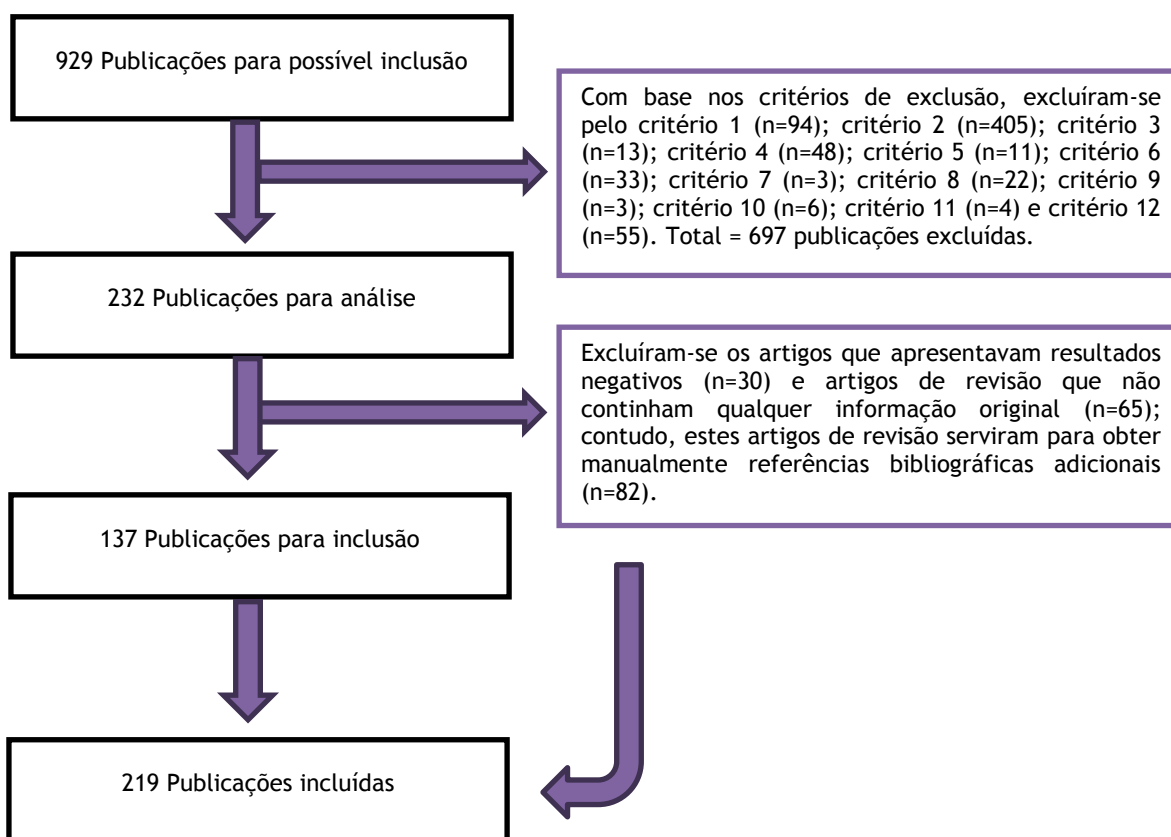 929 Publicações para possível inclusão
Com base nos critérios de exclusão, excluíram-se
pelo critério 1 (n=94); critério 2 (n=405); critério 3
(n=13); critério 4 (n=48); critério 5 (n=11); critério 6
(n=33); critério 7 (n=3); critério 8 (n=22); critério 9
(n=3); critério 10 (n=6); critério 11 (n=4) e critério 12
(n=55). Total = 697 publicações excluídas.
232 Publicações para análise
Excluíram-se os artigos que apresentavam resultados
negativos (n=30) e artigos de revisão que não
continham qualquer informação original (n=65);
contudo, estes artigos de revisão serviram para obter
manualmente referências bibliográficas adicionais
(n=82).
137 Publicações para inclusão
219 Publicações incluídas